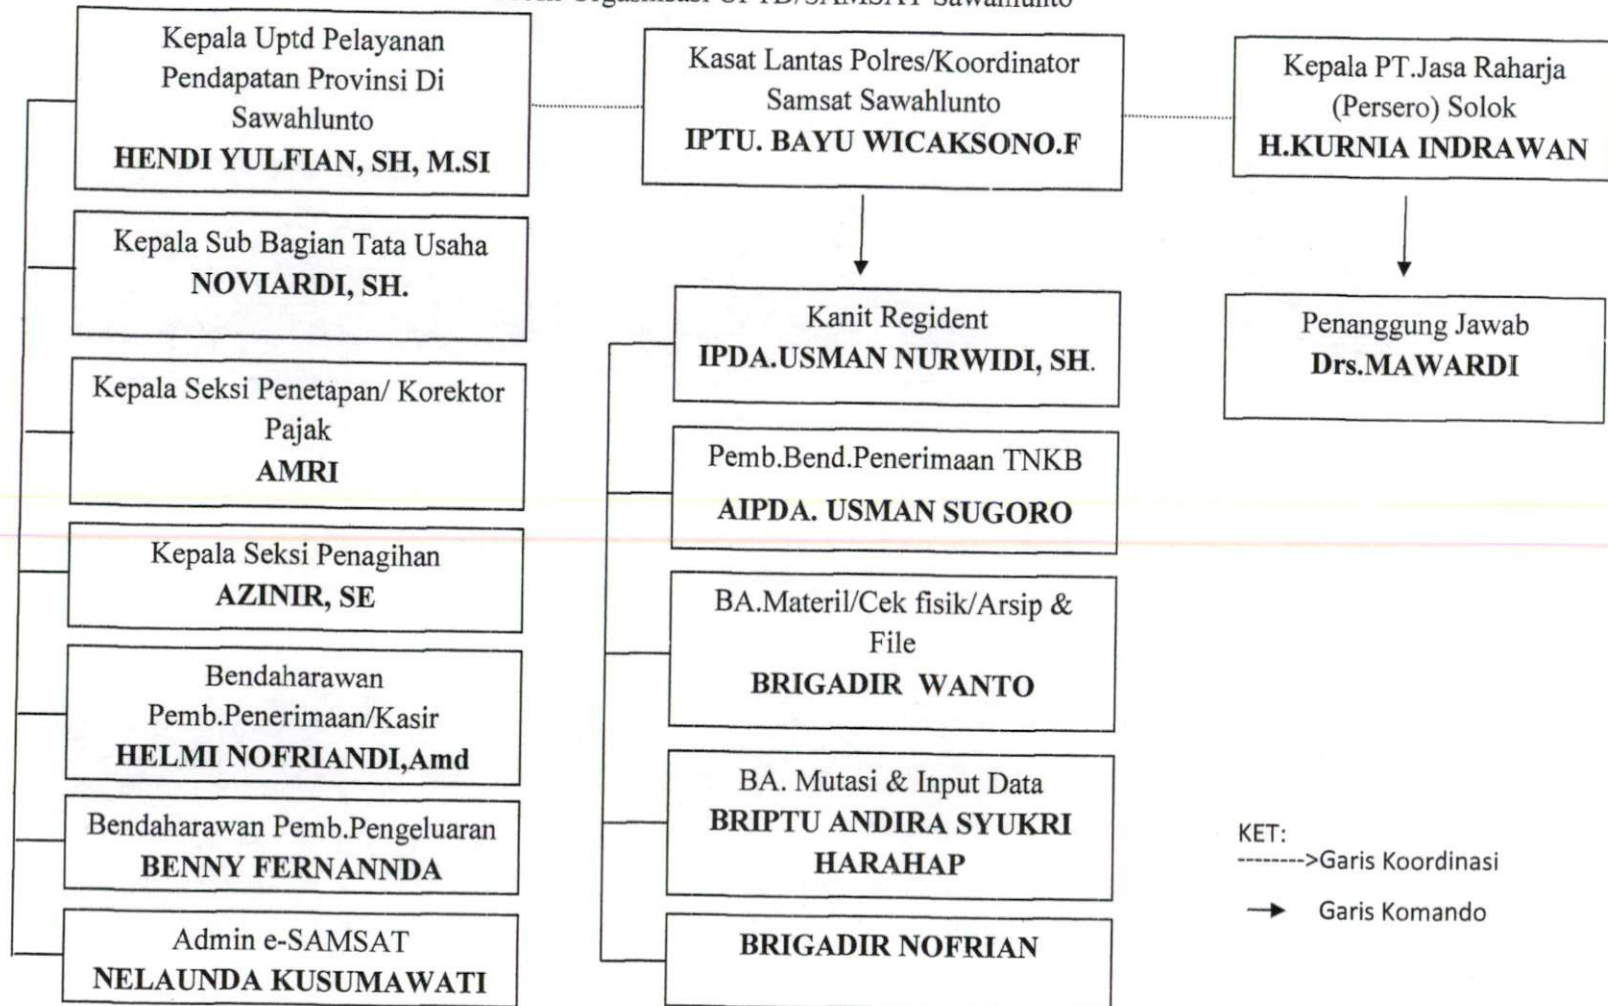 Organisasi UPTD/SAMSAT Sawahlunto
Kepala Uptd Pelayanan
Pendapatan Provinsi Di
Sawahlunto
HENDI YULFIAN, SH, M.SI
Kasat Lantas Polres/Koordinator
Samsat Sawahlunto
IPTU. BAYU WICAKSONO.F
Kepala PT.Jasa Raharja
(Persero) Solok
H.KURNIA INDRAWAN
Kepala Sub Bagian Tata Usaha
NOVIARDI, SH.
Kepala Seksi Penetapan/ Korektor
Pajak
AMRI
Kepala Seksi Penagihan
AZINIR, SE
Bendaharawan
Pemb.Penerimaan/Kasir
HELMI NOFRIANDI,Amd
Bendaharawan Pemb.Pengeluaran
BENNY FERNANNDA
Admin e-SAMSAT
NELAUNDA KUSUMAWATI
Kanit Regident
IPDA.USMAN NURWIDI, SH.
Pemb.Bend.Penerimaan TNKB
AIPDA. USMAN SUGORO
BA.Materil/Cek fisik/Arsip &
File
BRIGADIR WANTO
BA. Mutasi & Input Data
BRIPTU ANDIRA SYUKRI
HARAHAP
BRIGADIR NOFRIAN
Penanggung Jawab
Drs.MAWARDI
KET:
-------->Garis Koordinasi
Garis Komando